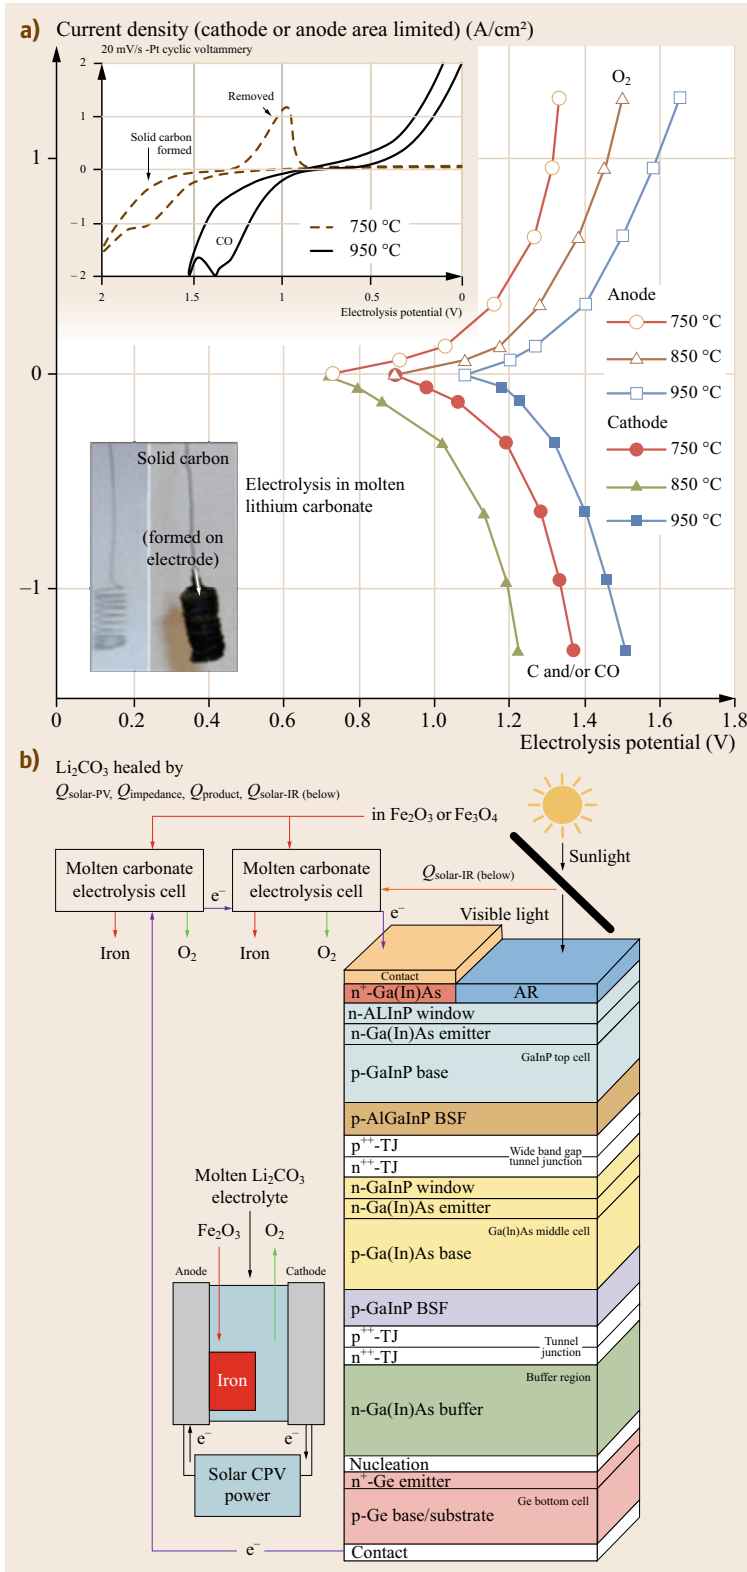 a) Current density (cathode or anode area limited) (A/cm²)
20 mV/s -Pt cyclic voltammery
2
1
0
−1
−2
Removed
Solid carbon
formed
CO
750 °C
950 °C
2
1.5
1
0.5
0
Electrolysis potential (V)
O₂
1
0
−1
Anode
750 °C
850 °C
950 °C
Cathode
750 °C
850 °C
950 °C
Solid carbon
(formed on
electrode)
Electrolysis in molten
lithium carbonate
C and/or CO
0
0.2
0.4
0.6
0.8
1.0
1.2
1.4
1.6
1.8
Electrolysis potential (V)
b)
Li₂CO₃ healed by
Qsolar-PV, Qimpedance, Qproduct, Qsolar-IR (below)
in Fe₂O₃ or Fe₃O₄
Sunlight
Molten carbonate
electrolysis cell
e⁻
Molten carbonate
electrolysis cell
Qsolar-IR (below)
e⁻
Visible light
Iron
O₂
Iron
O₂
Contact
n⁺-Ga(In)As
AR
n-ALInP window
n-Ga(In)As emitter
GaInP top cell
p-GaInP base
p-AlGaInP BSF
p⁺⁺-TJ
n⁺⁺-TJ
Wide band gap
tunnel junction
n-GaInP window
n-Ga(In)As emitter
Ga(In)As middle cell
p-Ga(In)As base
p-GaInP BSF
p⁺⁺-TJ
n⁺⁺-TJ
Tunnel
junction
Buffer region
n-Ga(In)As buffer
Nucleation
n⁺-Ge emitter
Ge bottom cell
p-Ge base/substrate
Contact
Molten Li₂CO₃
electrolyte
Fe₂O₃
O₂
Anode
Cathode
Iron
e⁻
e⁻
Solar CPV
power
e⁻